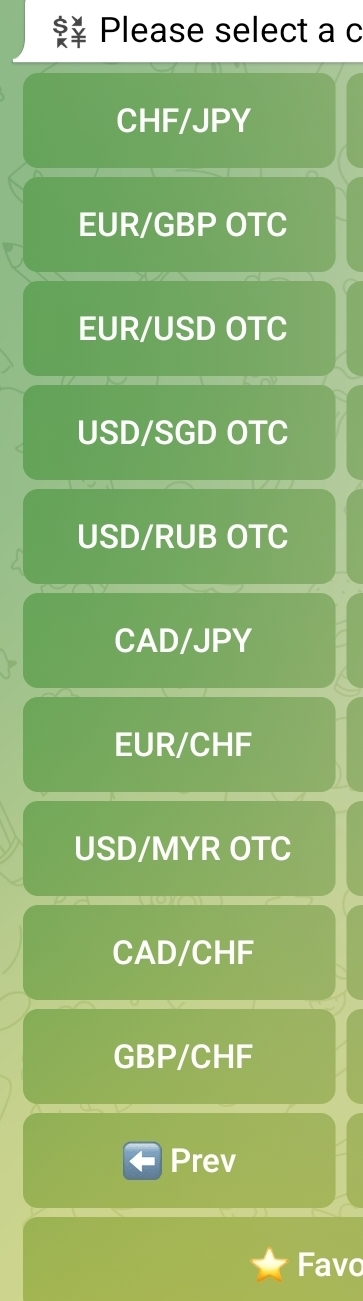 Please select a c
CHF/JPY
EUR/GBP OTC
EUR/USD OTC
USD/SGD OTC
USD/RUB OTC
CAD/JPY
EUR/CHF
USD/MYR OTC
CAD/CHF
GBP/CHF
Prev
Favo